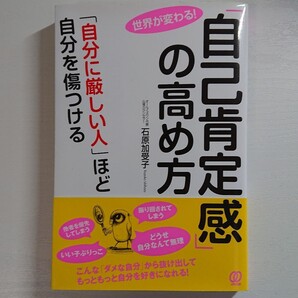 世界が変わる!
「自己肯定感」
の高め方
石原加受子
「自分に厳しい人」ほど
自分を傷つける
振り回されて
しまう
いい子ぶりっこ
どうせ
自分なんて無理
こんな「ダメな自分」から抜け出して
もっともっと自分を好きになれる!